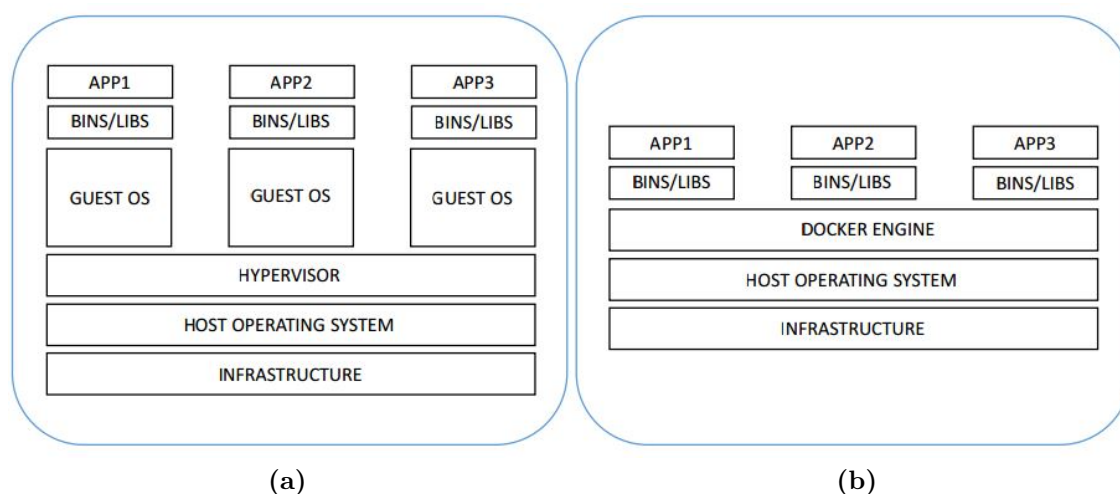 APP1 APP2 APP3
BINS/LIBS BINS/LIBS BINS/LIBS
GUEST OS GUEST OS GUEST OS
HYPERVISOR
HOST OPERATING SYSTEM
INFRASTRUCTURE
(a)
APP1 APP2 APP3
BINS/LIBS BINS/LIBS BINS/LIBS
DOCKER ENGINE
HOST OPERATING SYSTEM
INFRASTRUCTURE
(b)